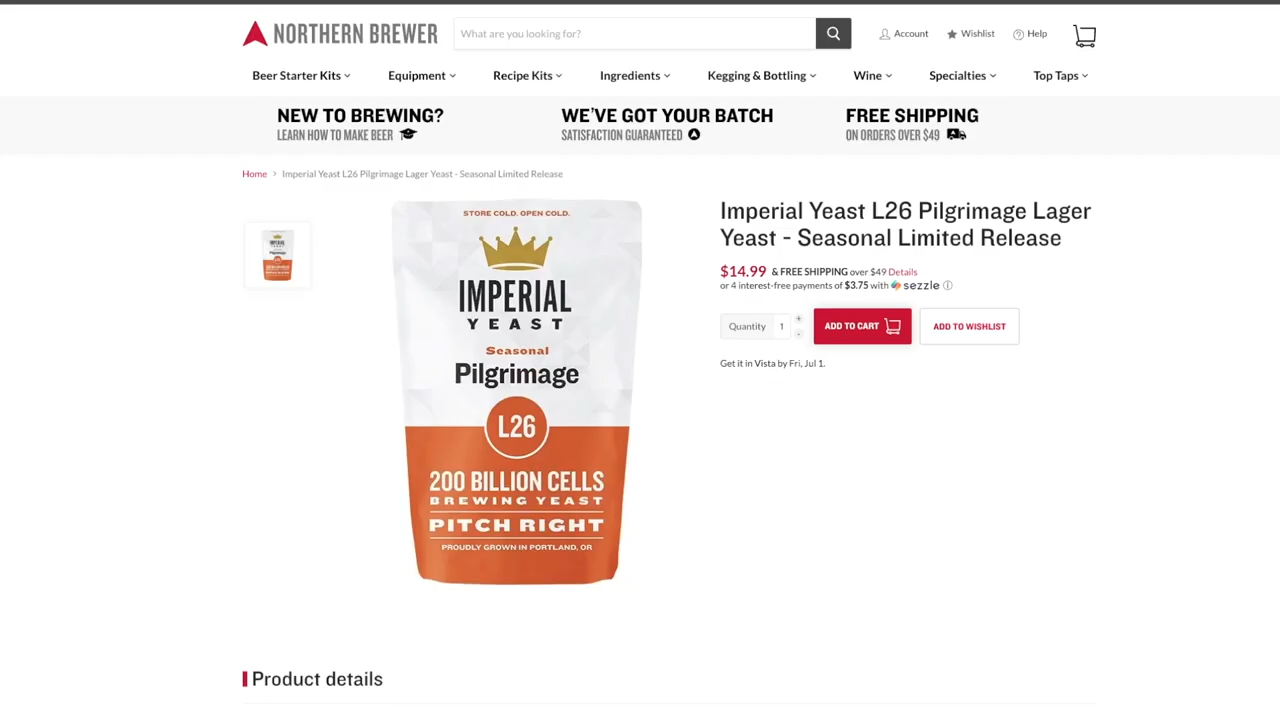 NORTHERN BREWER
What are you looking for?
Account
Wishlist
Help
Beer Starter Kits
Equipment
Recipe Kits
Ingredients
Kegging & Bottling
Wine
Specialties
Top Taps
NEW TO BREWING?
LEARN HOW TO MAKE BEER
WE'VE GOT YOUR BATCH
SATISFACTION GUARANTEED
FREE SHIPPING
ON ORDERS OVER $49
Home > Imperial Yeast L26 Pilgrimage Lager Yeast - Seasonal Limited Release
IMPERIAL
Pilgrimage
STORE COLD. OPEN COLD.
IMPERIAL
YEAST
Seasonal
Pilgrimage
L26
200 BILLION CELLS
BREWING YEAST
PITCH RIGHT
PROUDLY GROWN IN PORTLAND, OR
Imperial Yeast L26 Pilgrimage Lager
Yeast - Seasonal Limited Release
$14.99 & FREE SHIPPING over $49 Details
or 4 interest-free payments of $3.75 with sezzle
Quantity 1 + -
ADD TO CART
ADD TO WISHLIST
Get it in Vista by Fri, Jul 1.
Product details